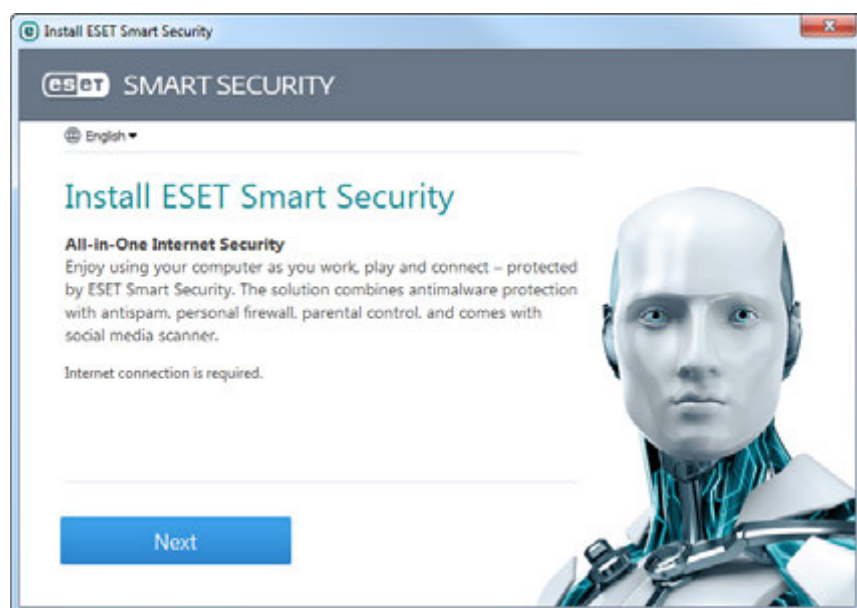 Install ESET Smart Security
eset SMART SECURITY
English
Install ESET Smart Security
All-in-One Internet Security
Enjoy using your computer as you work, play and connect – protected
by ESET Smart Security. The solution combines antimalware protection
with antispam, personal firewall, parental control, and comes with
social media scanner.
Internet connection is required.
Next